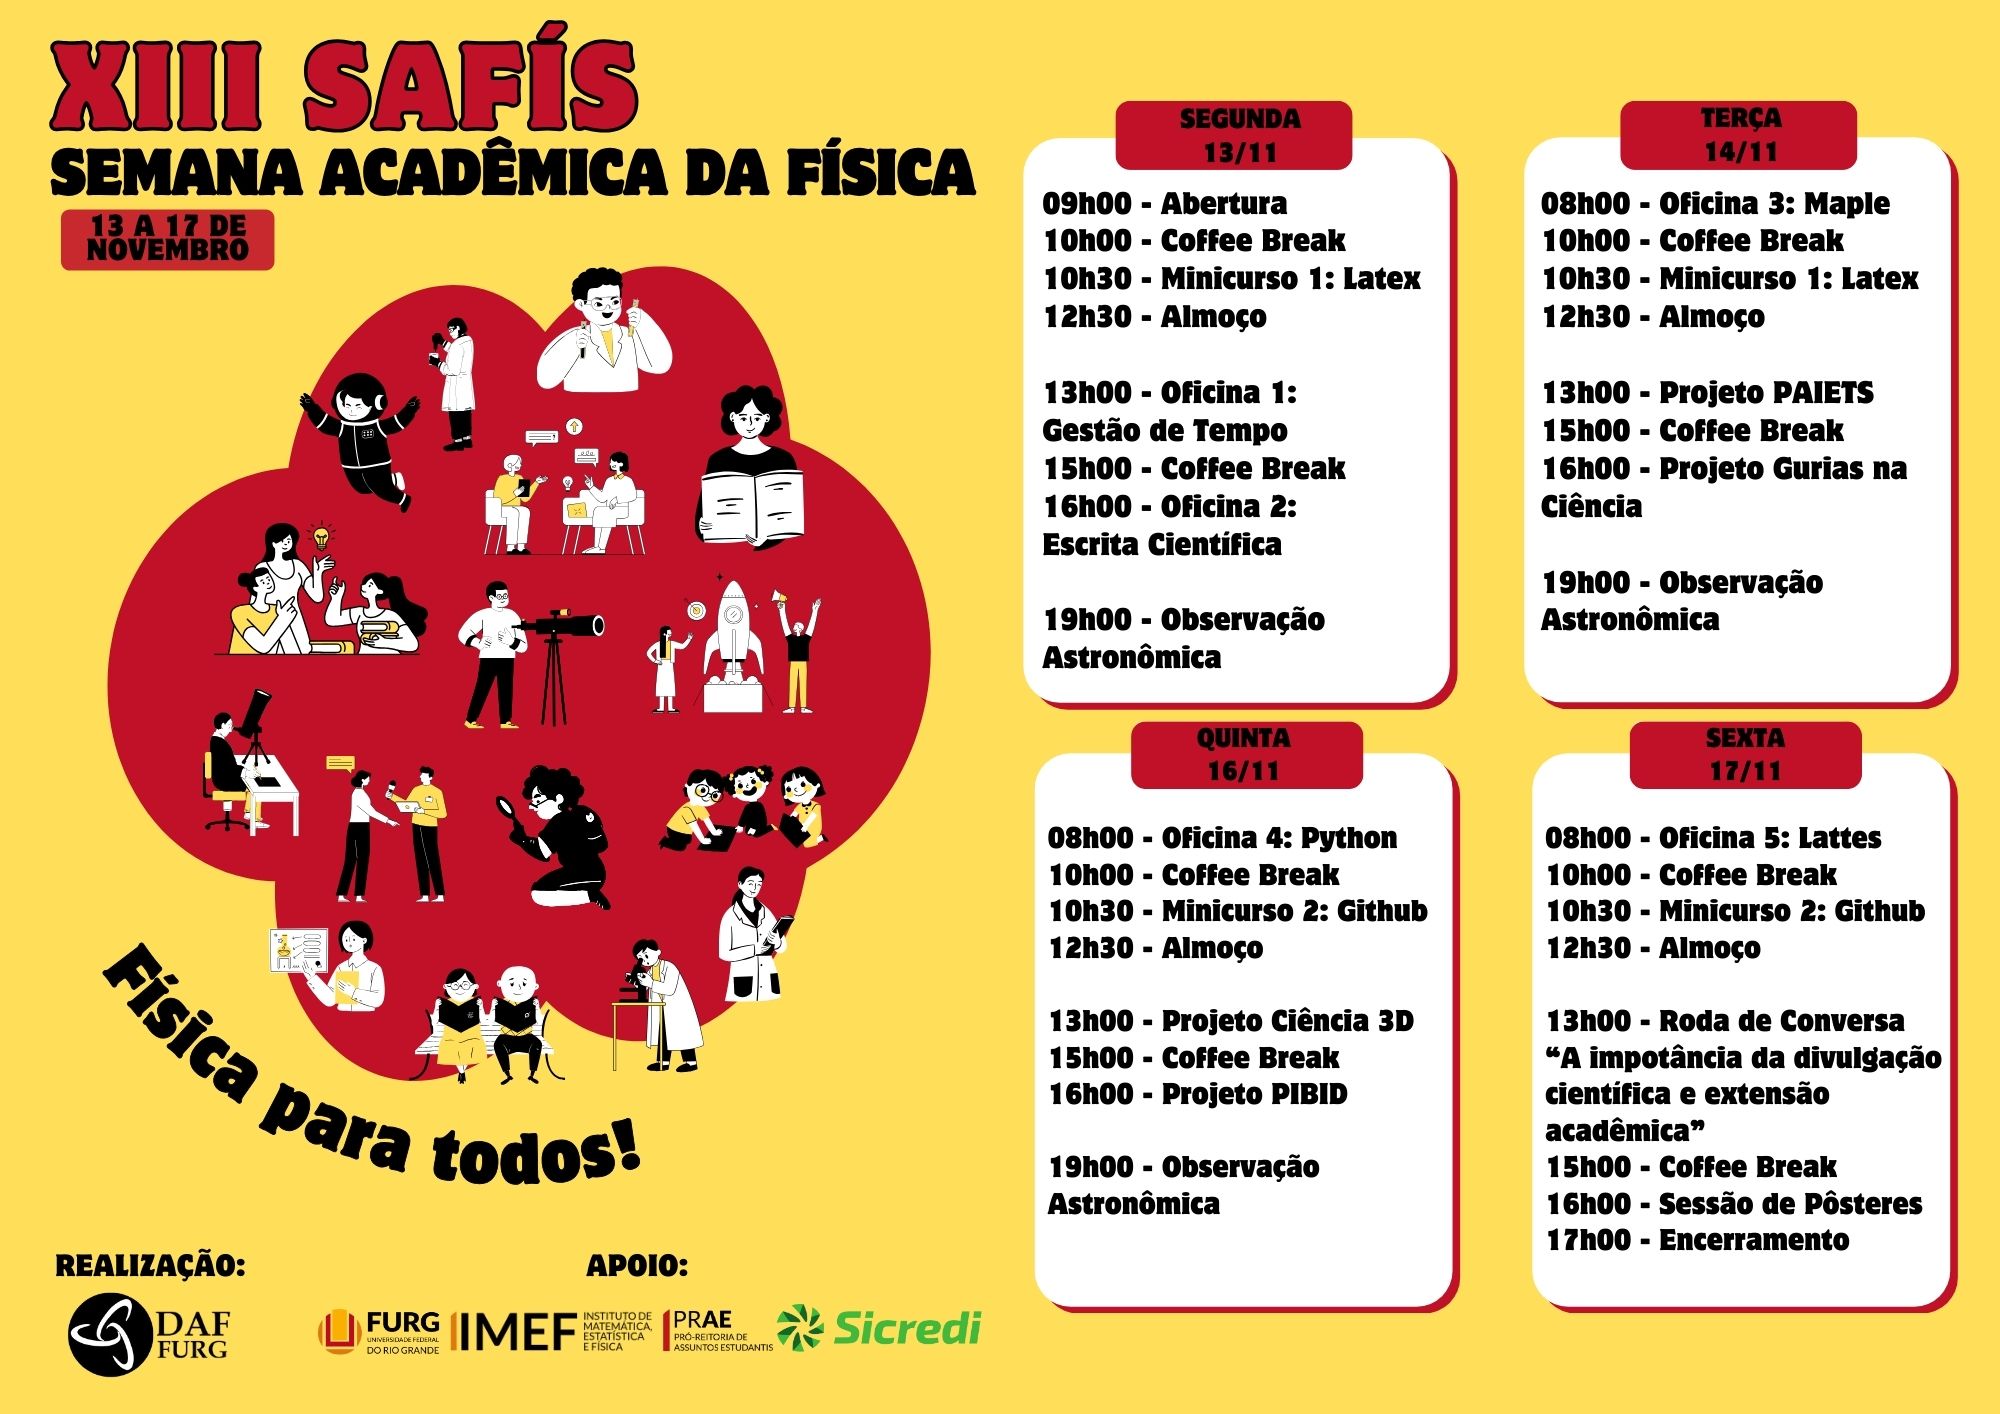 XIII SAFÍS
SEMANA ACADÊMICA DA FÍSICA
13 A 17 DE
NOVEMBRO
Física para todos!
REALIZAÇÃO:
DAF
FURG
APOIO:
FURG
UNIVERSIDADE FEDERAL
DO RIO GRANDE
IMEF
INSTITUTO DE
MATEMÁTICA,
ESTATÍSTICA
E FÍSICA
PRAE
PRÓ-REITORIA DE
ASSUNTOS ESTUDANTIS
Sicredi
SEGUNDA
13/11
09h00 - Abertura
10h00 - Coffee Break
10h30 - Minicurso 1: Latex
12h30 - Almoço
13h00 - Oficina 1:
Gestão de Tempo
15h00 - Coffee Break
16h00 - Oficina 2:
Escrita Científica
19h00 - Observação
Astronômica
TERÇA
14/11
08h00 - Oficina 3: Maple
10h00 - Coffee Break
10h30 - Minicurso 1: Latex
12h30 - Almoço
13h00 - Projeto PAIETS
15h00 - Coffee Break
16h00 - Projeto Gurias na
Ciência
19h00 - Observação
Astronômica
QUINTA
16/11
08h00 - Oficina 4: Python
10h00 - Coffee Break
10h30 - Minicurso 2: Github
12h30 - Almoço
13h00 - Projeto Ciência 3D
15h00 - Coffee Break
16h00 - Projeto PIBID
19h00 - Observação
Astronômica
SEXTA
17/11
08h00 - Oficina 5: Lattes
10h00 - Coffee Break
10h30 - Minicurso 2: Github
12h30 - Almoço
13h00 - Roda de Conversa
“A impotância da divulgação
científica e extensão
acadêmica”
15h00 - Coffee Break
16h00 - Sessão de Pôsteres
17h00 - Encerramento